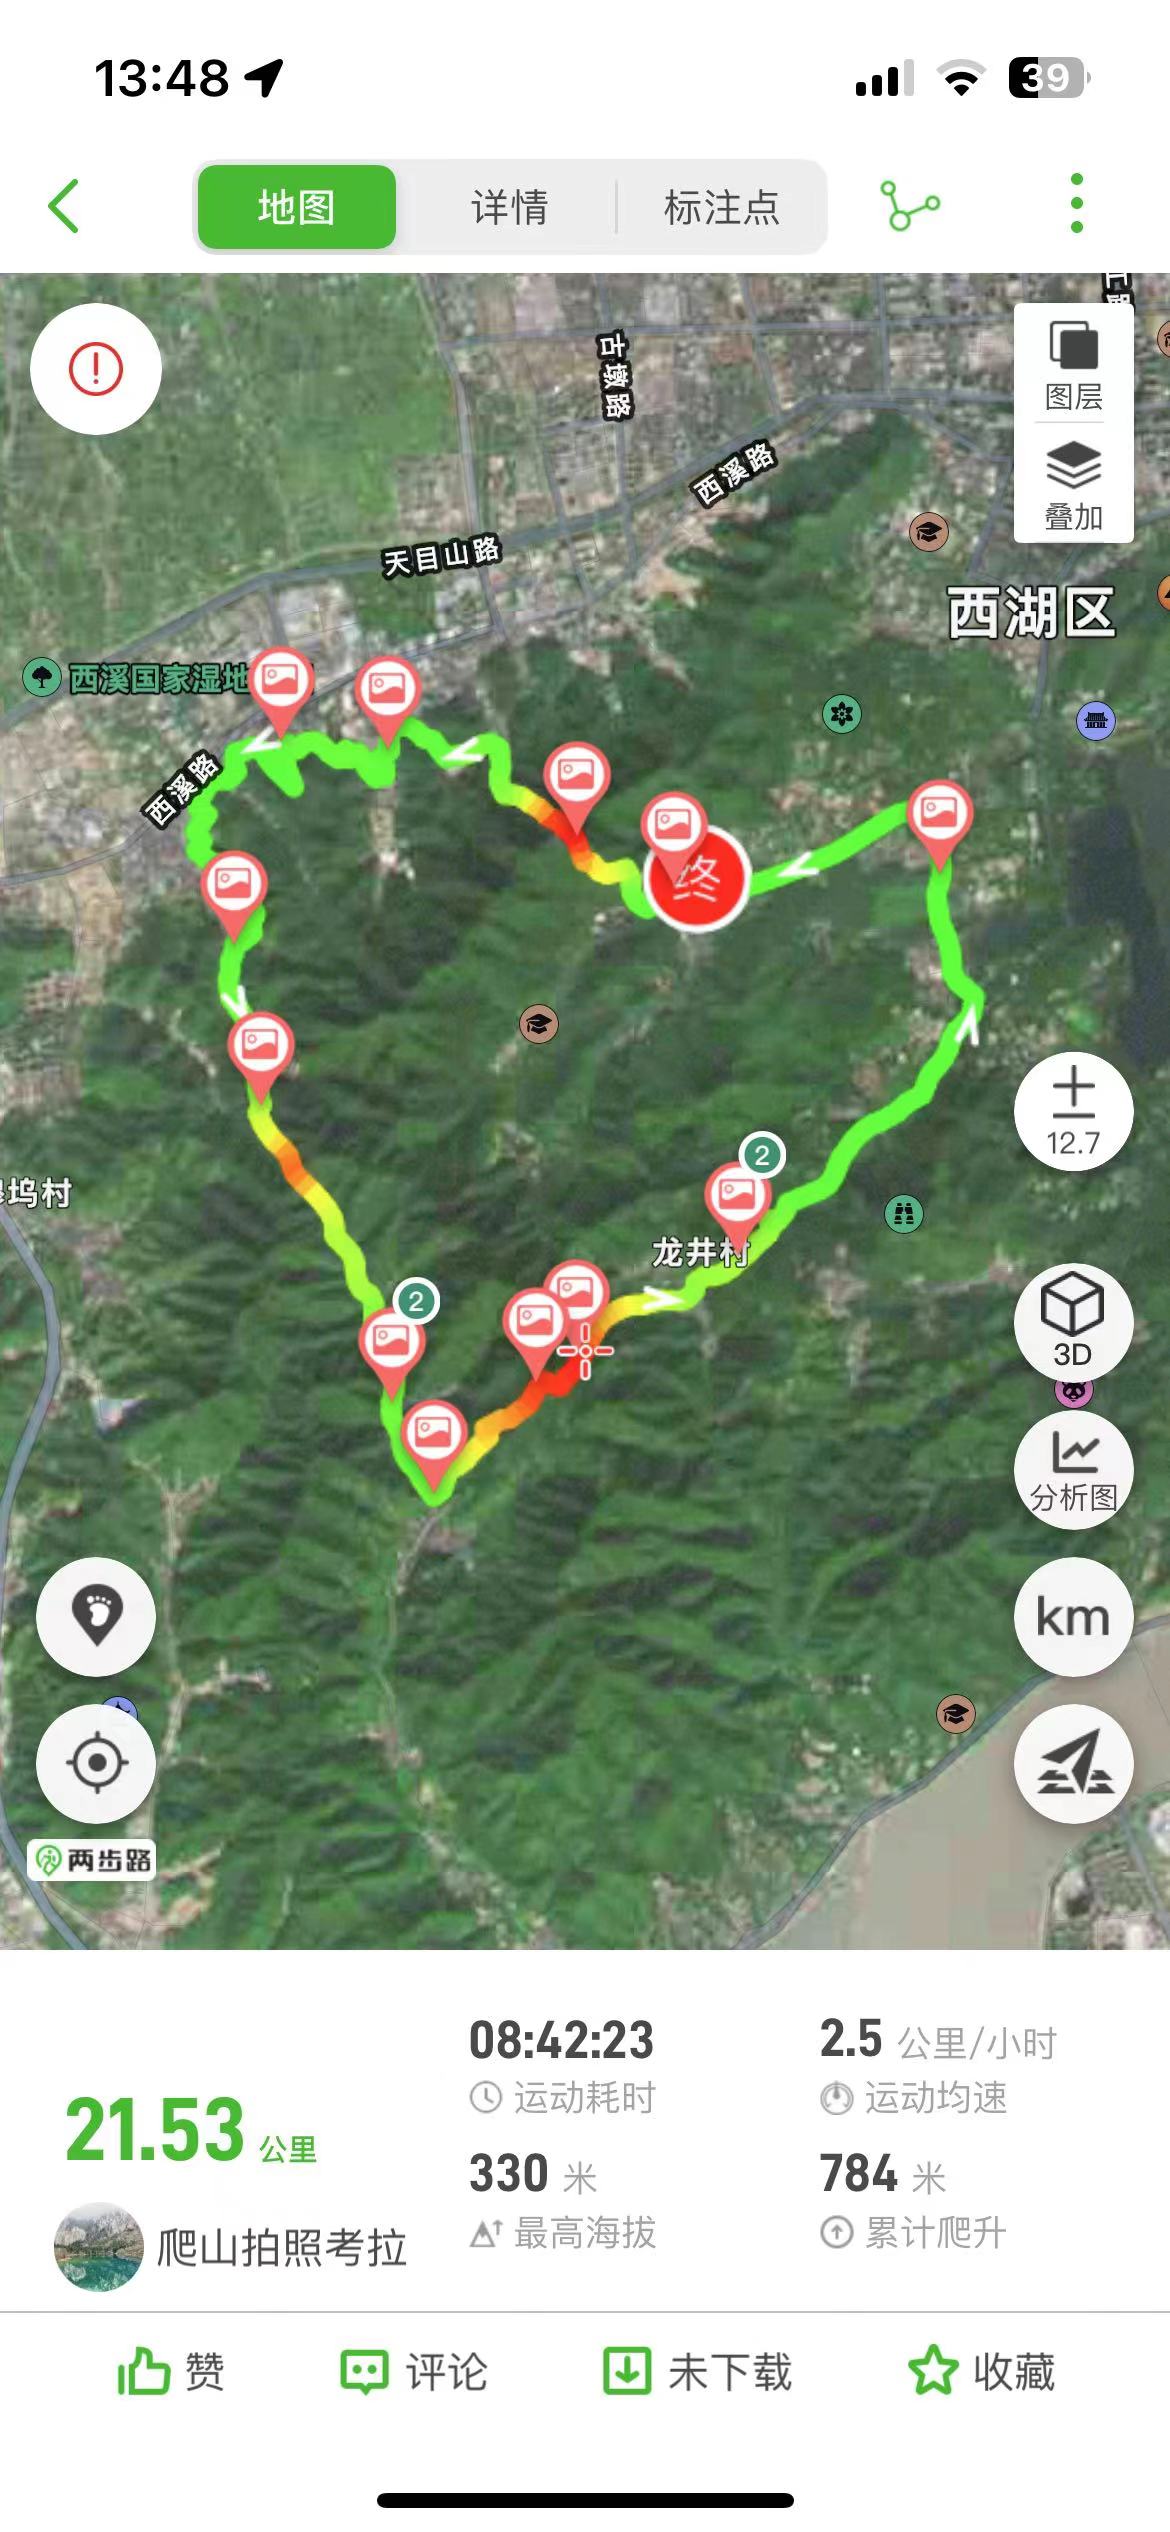 13:48
39
地图
详情
标注点
古墩路
图层
西溪路
叠加
天目山路
西湖区
西溪国家湿地
西溪路
终
12.7
坞村
2
龙井村
2
3D
分析图
km
两步路
08:42:23
2.5 公里/小时
运动耗时
运动均速
21.53 公里
330 米
784 米
最高海拔
累计爬升
爬山拍照考拉
赞
评论
未下载
收藏